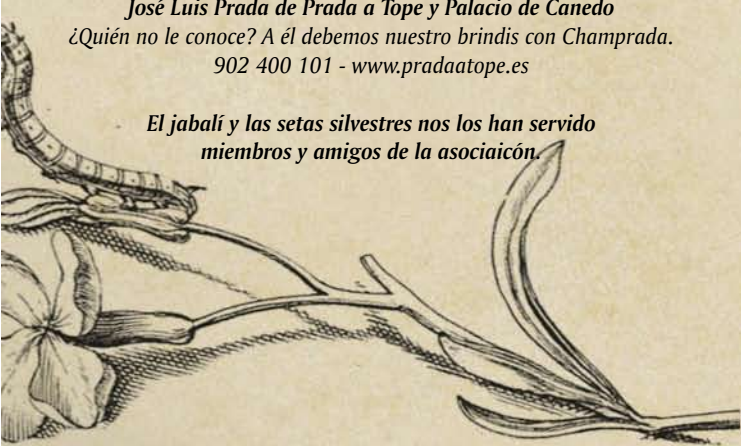 José Luis Prada de Prada a Tope y Palacio de Canedo
¿Quién no le conoce? A él debemos nuestro brindis con Champrada.
902 400 101 - www.pradaatope.es
El jabalí y las setas silvestres nos los han servido
miembros y amigos de la asociaicón.